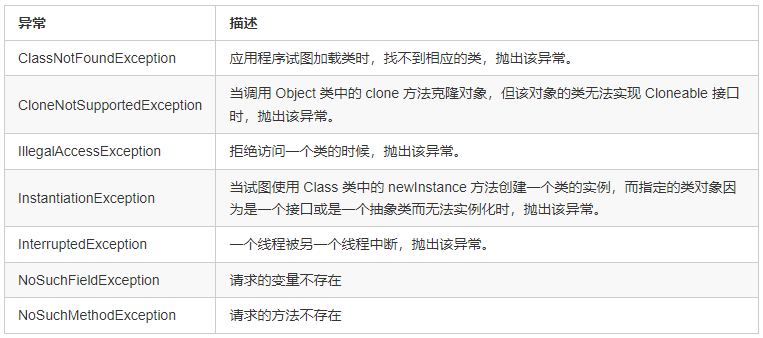 异常 描述
ClassNotFoundException 应用程序试图加载类时，找不到相应的类，抛出该异常。
CloneNotSupportedException 当调用 Object 类中的 clone 方法克隆对象，但该对象的类无法实现 Cloneable 接口
时，抛出该异常。
IllegalAccessException 拒绝访问一个类的时候，抛出该异常。
InstantiationException 当试图使用 Class 类中的 newInstance 方法创建一个类的实例，而指定的类对象因
为是一个接口或是一个抽象类而无法实例化时，抛出该异常。
InterruptedException 一个线程被另一个线程中断，抛出该异常。
NoSuchFieldException 请求的变量不存在
NoSuchMethodException 请求的方法不存在